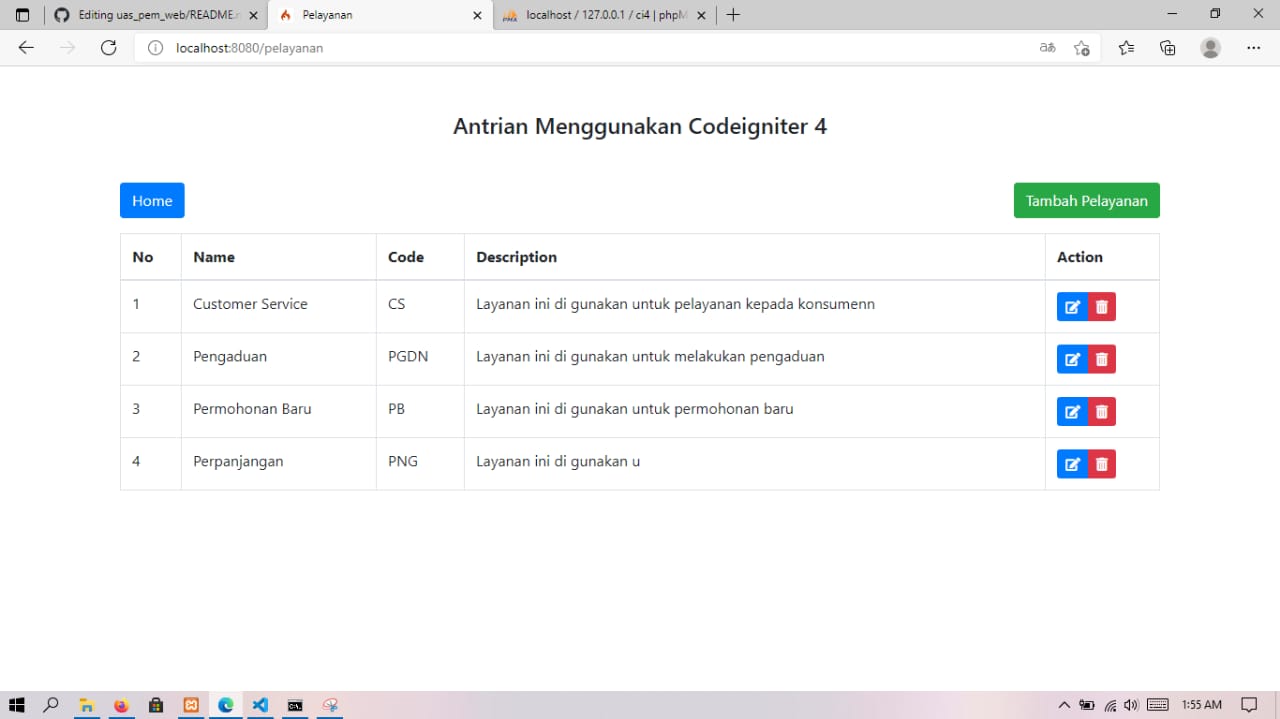 Editing uas_pem_web/README.m
Pelayanan
localhost / 127.0.0.1 / ci4 | phpM
localhost:8080/pelayanan
Antrian Menggunakan Codeigniter 4
Home
Tambah Pelayanan
No Name Code Description Action
1 Customer Service CS Layanan ini di gunakan untuk pelayanan kepada konsumenn
2 Pengaduan PGDN Layanan ini di gunakan untuk melakukan pengaduan
3 Permohonan Baru PB Layanan ini di gunakan untuk permohonan baru
4 Perpanjangan PNG Layanan ini di gunakan u
1:55 AM